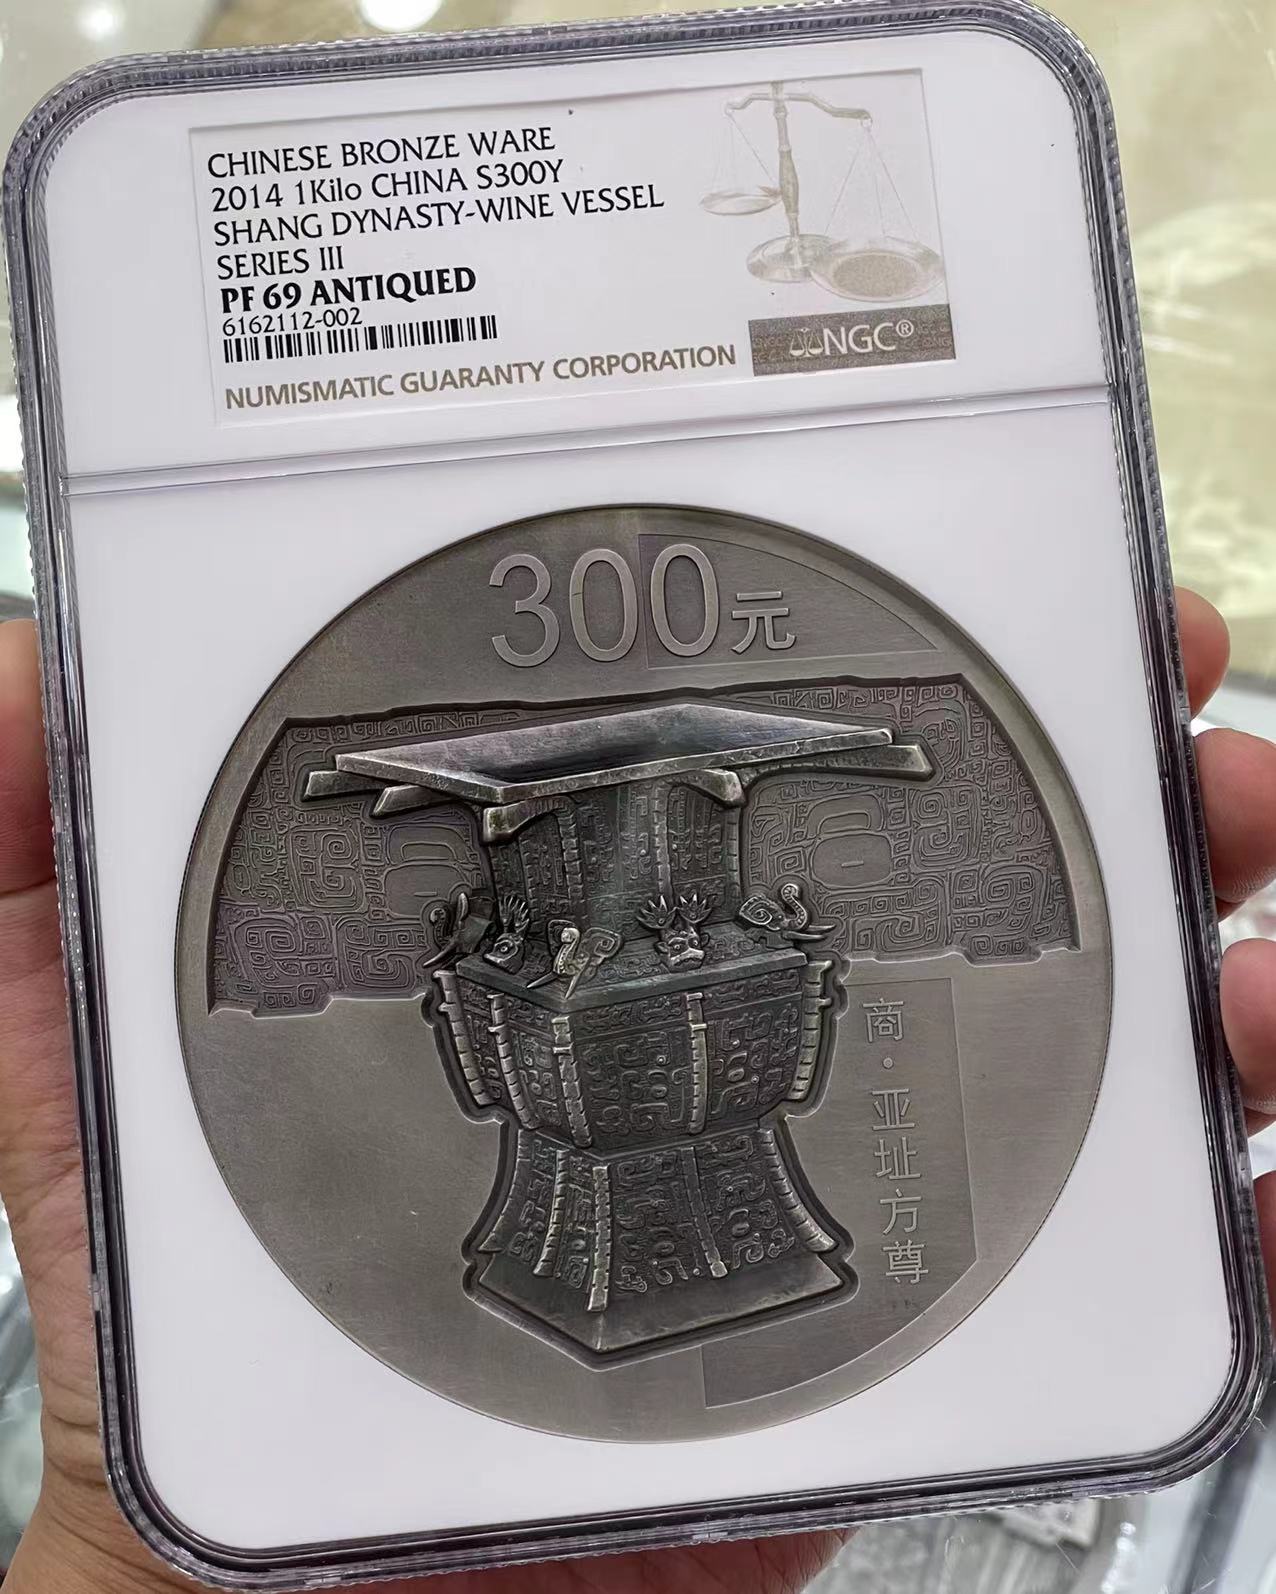 CHINESE BRONZE WARE
2014 1Kilo CHINA S300Y
SHANG DYNASTY-WINE VESSEL
SERIES III
PF 69 ANTIQUED
6162112-002
NGC®
NUMISMATIC GUARANTY CORPORATION
300元
商·亚址方尊